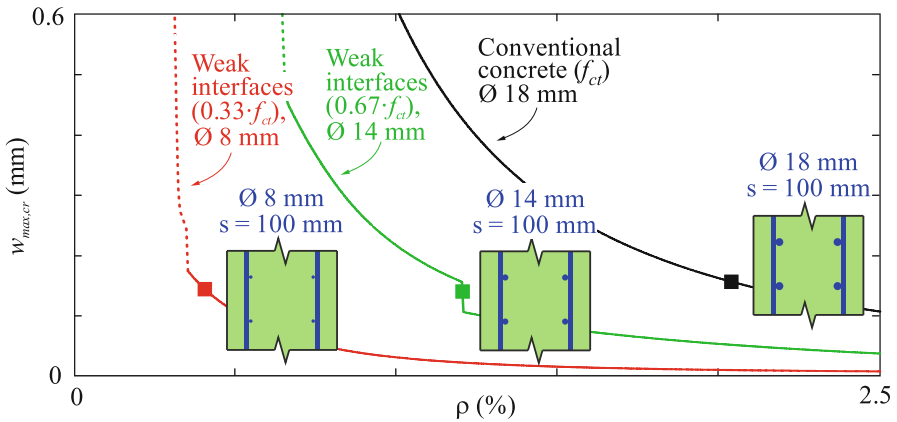 0.6
w max,cr (mm)
0
Weak
interfaces
(0.33·fct),
Ø 8 mm
Weak
interfaces
(0.67·fct),
Ø 14 mm
Conventional
concrete (fct)
Ø 18 mm
Ø 8 mm
s = 100 mm
Ø 14 mm
s = 100 mm
Ø 18 mm
s = 100 mm
0
ρ (%)
2.5